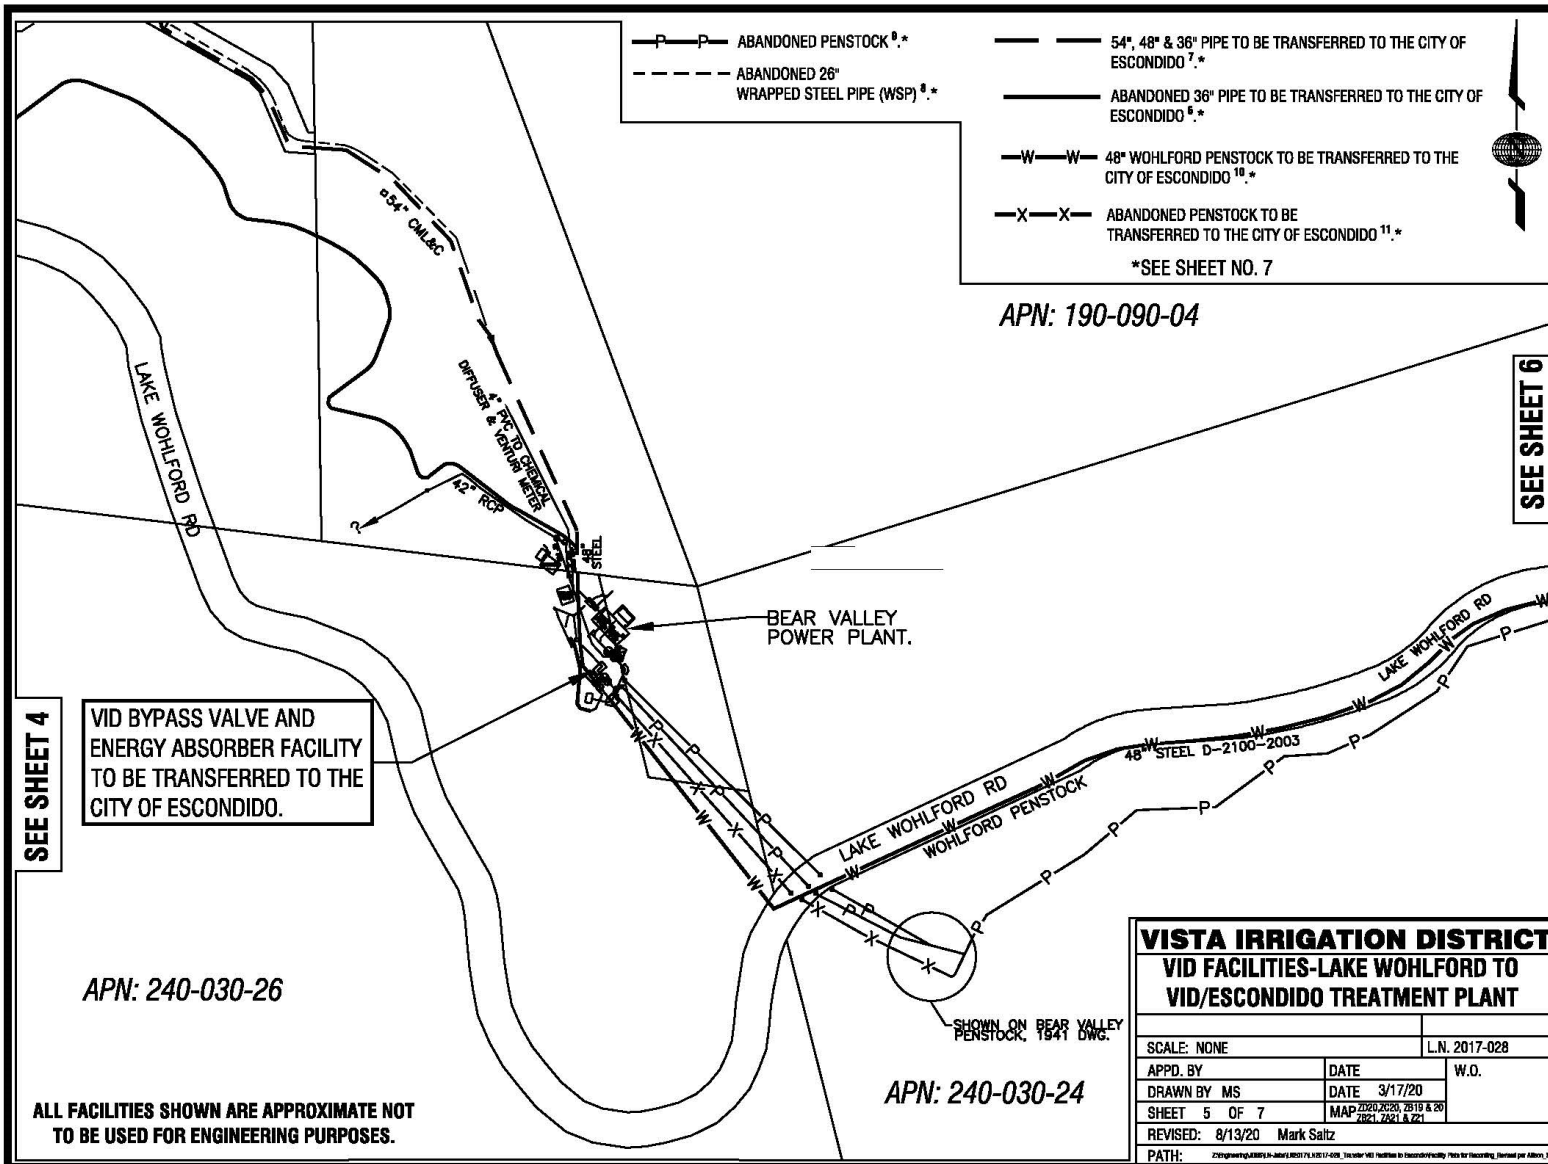 P P ABANDONED PENSTOCK 9.*
ABANDONED 26"
WRAPPED STEEL PIPE (WSP) 8.*
54", 48" & 36" PIPE TO BE TRANSFERRED TO THE CITY OF
ESCONDIDO 7.*
ABANDONED 36" PIPE TO BE TRANSFERRED TO THE CITY OF
ESCONDIDO 6.*
W W 48" WOHLFORD PENSTOCK TO BE TRANSFERRED TO THE
CITY OF ESCONDIDO 10.*
X X ABANDONED PENSTOCK TO BE
TRANSFERRED TO THE CITY OF ESCONDIDO 11.*
*SEE SHEET NO. 7
APN: 190-090-04
54" CML&C
LAKE WOHLFORD RD
4" PVC TO CHEMICAL
DIFFUSER & VENTURI METER
42" RCP
?
48"
STEEL
SEE SHEET 6
BEAR VALLEY
POWER PLANT.
SEE SHEET 4
VID BYPASS VALVE AND
ENERGY ABSORBER FACILITY
TO BE TRANSFERRED TO THE
CITY OF ESCONDIDO.
LAKE WOHLFORD RD
48" STEEL D-2100-2003
LAKE WOHLFORD RD
WOHLFORD PENSTOCK
APN: 240-030-26
SHOWN ON BEAR VALLEY
PENSTOCK, 1941 DWG.
APN: 240-030-24
ALL FACILITIES SHOWN ARE APPROXIMATE NOT
TO BE USED FOR ENGINEERING PURPOSES.
VISTA IRRIGATION DISTRICT
VID FACILITIES-LAKE WOHLFORD TO
VID/ESCONDIDO TREATMENT PLANT
SCALE: NONE L.N. 2017-028
APPD. BY DATE W.O.
DRAWN BY MS DATE 3/17/20
SHEET 5 OF 7 MAP ZD20,ZC20, ZB19 & 20
ZB21, ZA21 & Z21
REVISED: 8/13/20 Mark Saltz
PATH: